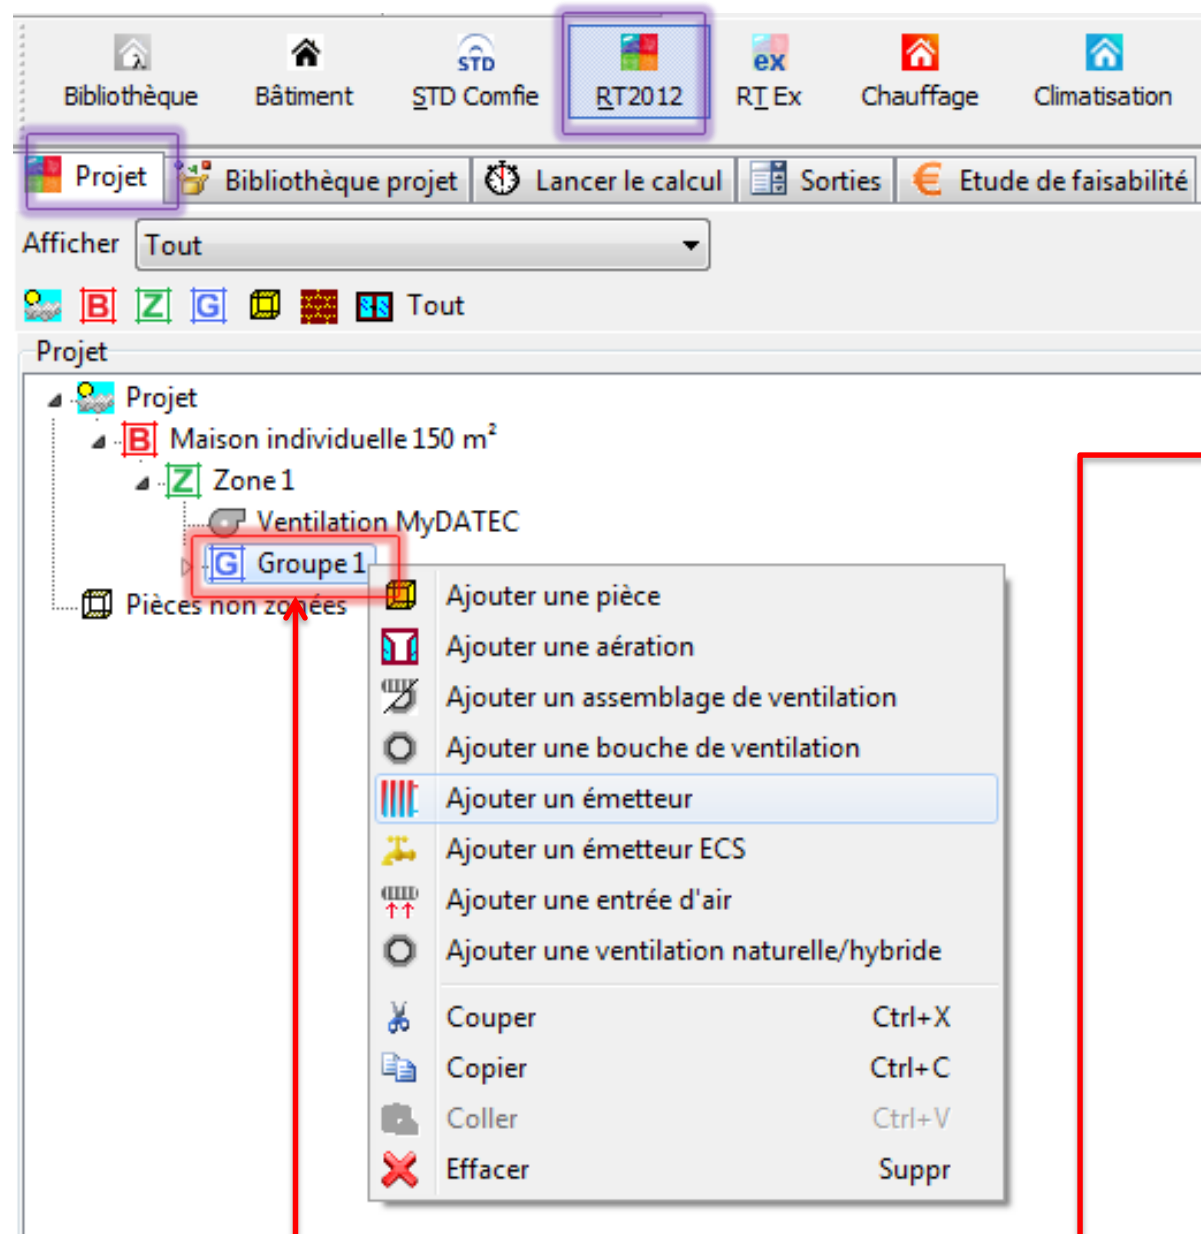 STD ex
Bibliothèque Bâtiment STD Comfie RT2012 RT Ex Chauffage Climatisation
Projet Bibliothèque projet Lancer le calcul Sorties € Etude de faisabilité
Afficher Tout
B Z G Tout
Projet
Projet
B Maison individuelle 150 m²
Z Zone 1
Ventilation MyDATEC
G Groupe 1
Pièces non zonées
Ajouter une pièce
Ajouter une aération
Ajouter un assemblage de ventilation
Ajouter une bouche de ventilation
Ajouter un émetteur
Ajouter un émetteur ECS
Ajouter une entrée d'air
Ajouter une ventilation naturelle/hybride
Couper Ctrl+X
Copier Ctrl+C
Coller Ctrl+V
Effacer Suppr